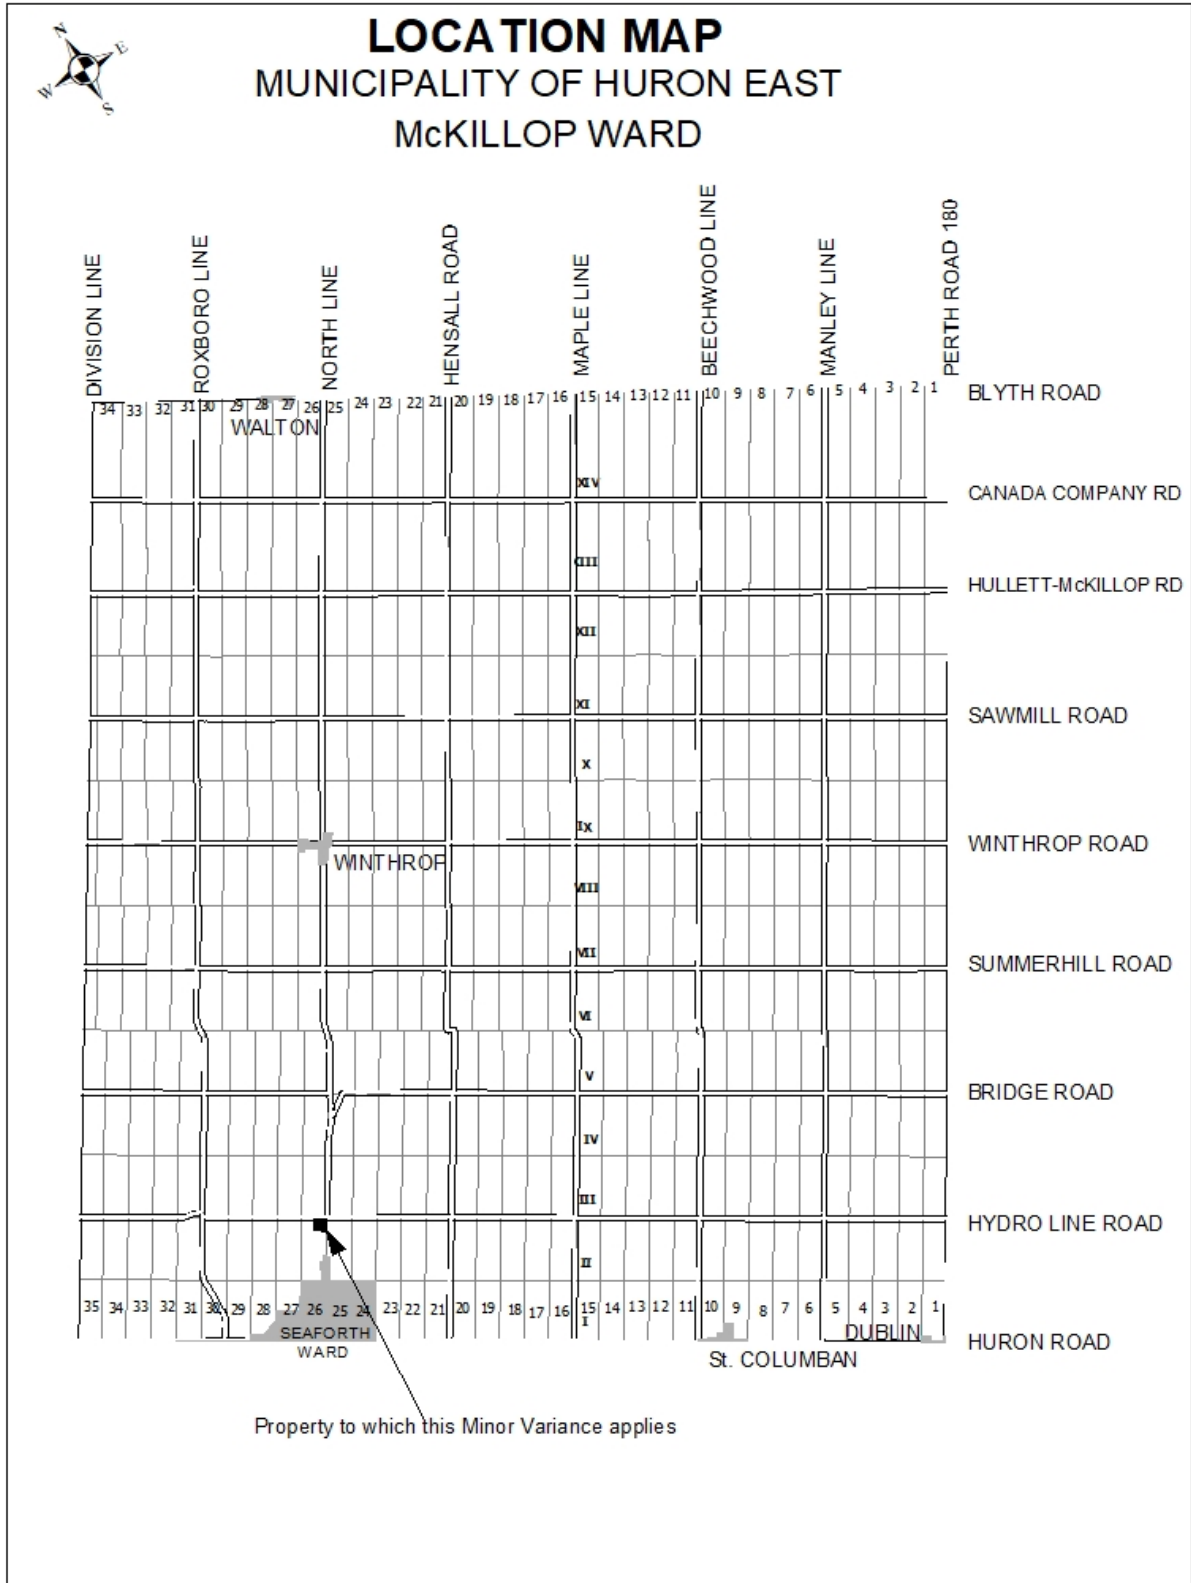 N
E
W
S
LOCATION MAP
MUNICIPALITY OF HURON EAST
McKILLOP WARD
DIVISION LINE
ROXBORO LINE
NORTH LINE
HENSALL ROAD
MAPLE LINE
BEECHWOOD LINE
MANLEY LINE
PERTH ROAD 180
34 33 32 31 30 29 28 27 26 25 24 23 22 21 20 19 18 17 16 15 14 13 12 11 10 9 8 7 6 5 4 3 2 1
BLYTH ROAD
WALTON
XIV
CANADA COMPANY RD
CIII
HULLETT-McKILLOP RD
XII
XI
SAWMILL ROAD
X
IX
WINTHROP ROAD
WINTHROP
VIII
VII
SUMMERHILL ROAD
VI
V
BRIDGE ROAD
IV
III
HYDRO LINE ROAD
II
35 34 33 32 31 30 29 28 27 26 25 24 23 22 21 20 19 18 17 16 15 14 13 12 11 10 9 8 7 6 5 4 3 2 1
I
SEAFORTH
WARD
DUBLIN
HURON ROAD
St. COLUMBAN
Property to which this Minor Variance applies